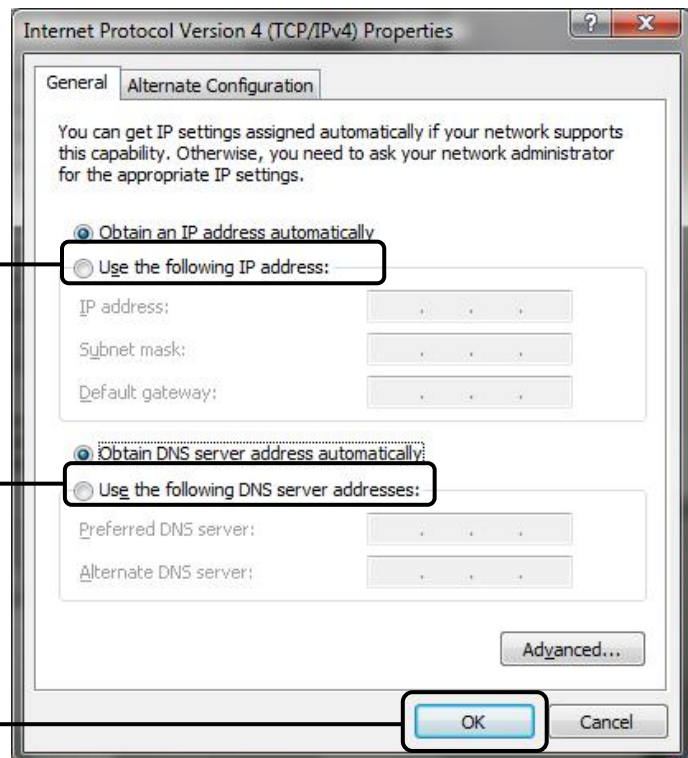 Internet Protocol Version 4 (TCP/IPv4) Properties
?
X
General
Alternate Configuration
You can get IP settings assigned automatically if your network supports
this capability. Otherwise, you need to ask your network administrator
for the appropriate IP settings.
Obtain an IP address automatically
Use the following IP address:
IP address:
Subnet mask:
Default gateway:
Obtain DNS server address automatically
Use the following DNS server addresses:
Preferred DNS server:
Alternate DNS server:
Advanced...
OK
Cancel